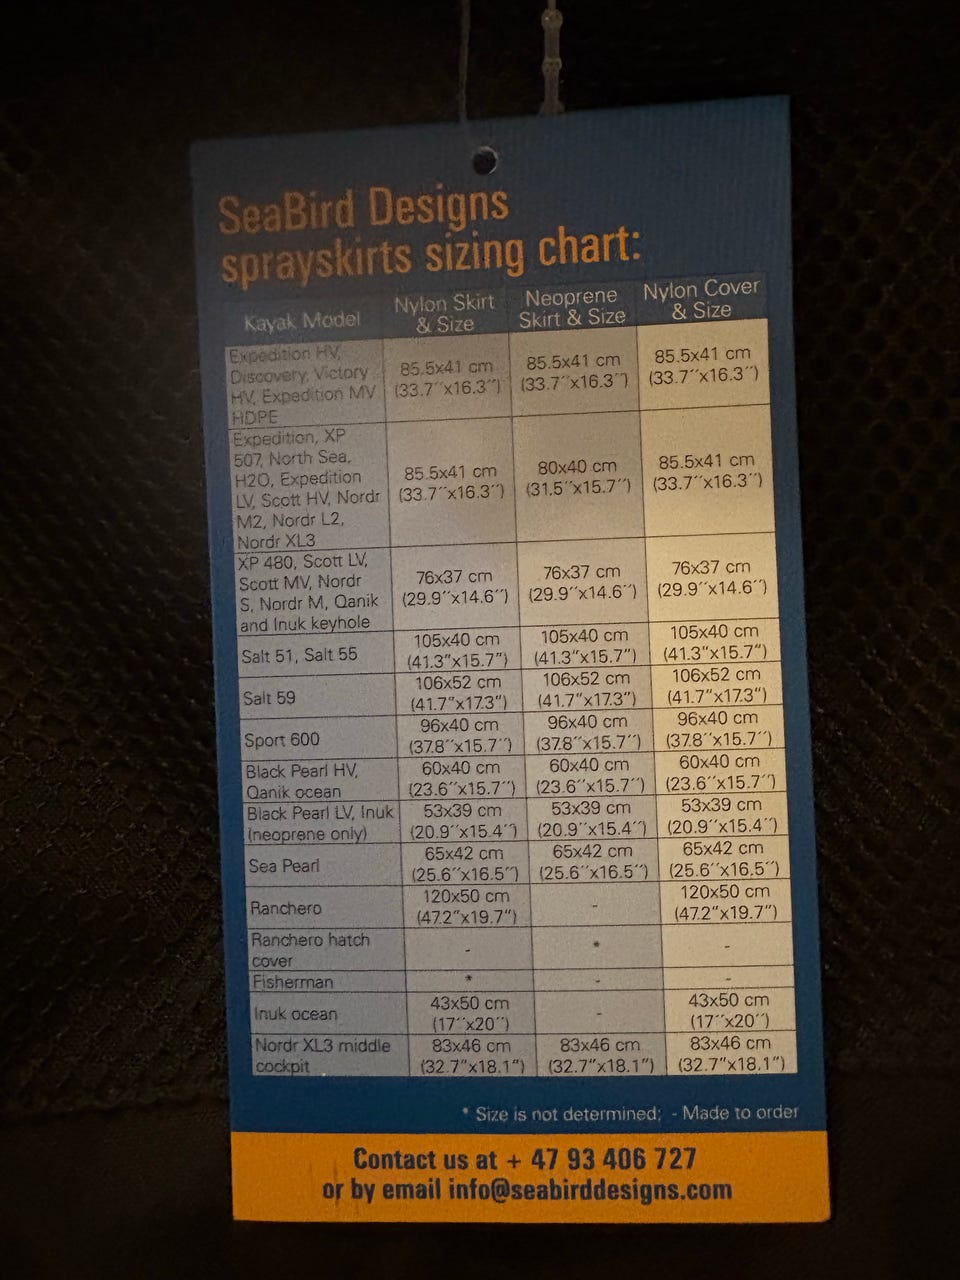 SeaBird Designs
sprayskirts sizing chart:
Kayak Model
Nylon Skirt
& Size
Neoprene
Skirt & Size
Nylon Cover
& Size
Expedition HV,
Discovery, Victory
HV, Expedition MV
HDPE
85.5x41 cm
(33.7´´x16.3´´)
85.5x41 cm
(33.7´´x16.3´´)
85.5x41 cm
(33.7´´x16.3´´)
Expedition, XP
507, North Sea,
H2O, Expedition
LV, Scott HV, Nordr
M2, Nordr L2,
Nordr XL3
85.5x41 cm
(33.7´´x16.3´´)
80x40 cm
(31.5´´x15.7´´)
85.5x41 cm
(33.7´´x16.3´´)
XP 480, Scott LV,
Scott MV, Nordr
S, Nordr M, Qanik
and Inuk keyhole
76x37 cm
(29.9´´x14.6´´)
76x37 cm
(29.9´´x14.6´´)
76x37 cm
(29.9´´x14.6´´)
Salt 51, Salt 55
105x40 cm
(41.3"x15.7")
105x40 cm
(41.3"x15.7")
105x40 cm
(41.3"x15.7")
Salt 59
106x52 cm
(41.7"x17.3")
106x52 cm
(41.7"x17.3")
106x52 cm
(41.7"x17.3")
Sport 600
96x40 cm
(37.8´´x15.7´´)
96x40 cm
(37.8´´x15.7´´)
96x40 cm
(37.8´´x15.7´´)
Black Pearl HV,
Qanik ocean
60x40 cm
(23.6´´x15.7´´)
60x40 cm
(23.6´´x15.7´´)
60x40 cm
(23.6´´x15.7´´)
Black Pearl LV, Inuk
(neoprene only)
53x39 cm
(20.9´´x15.4´´)
53x39 cm
(20.9´´x15.4´´)
53x39 cm
(20.9´´x15.4´´)
Sea Pearl
65x42 cm
(25.6´´x16.5´´)
65x42 cm
(25.6´´x16.5´´)
65x42 cm
(25.6´´x16.5´´)
Ranchero
120x50 cm
(47.2"x19.7")
-
120x50 cm
(47.2"x19.7")
Ranchero hatch
cover
-
*
-
Fisherman
*
-
-
Inuk ocean
43x50 cm
(17´´x20´´)
-
43x50 cm
(17´´x20´´)
Nordr XL3 middle
cockpit
83x46 cm
(32.7"x18.1")
83x46 cm
(32.7"x18.1")
83x46 cm
(32.7"x18.1")
* Size is not determined; - Made to order
Contact us at + 47 93 406 727
or by email info@seabirddesigns.com